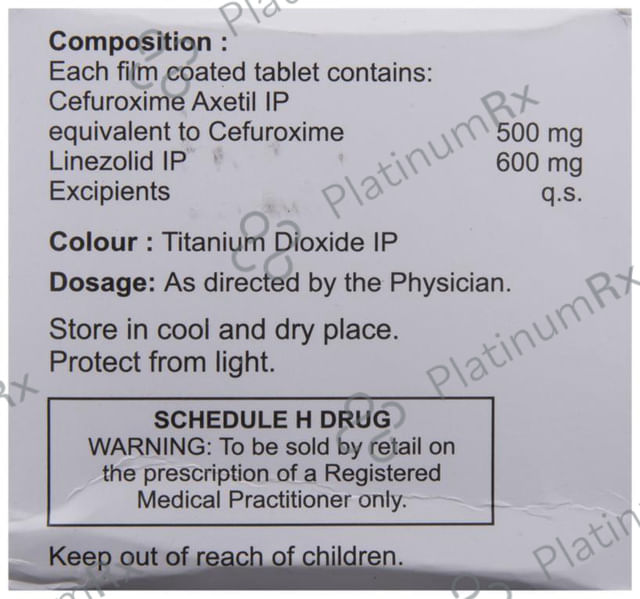 Composition :
Each film coated tablet contains:
Cefuroxime Axetil IP
equivalent to Cefuroxime 500 mg
Linezolid IP 600 mg
Excipients q.s.
Colour : Titanium Dioxide IP
Dosage: As directed by the Physician.
Store in cool and dry place.
Protect from light.
SCHEDULE H DRUG
WARNING: To be sold by retail on
the prescription of a Registered
Medical Practitioner only.
Keep out of reach of children.
PlatinumRx
PlatinumRx